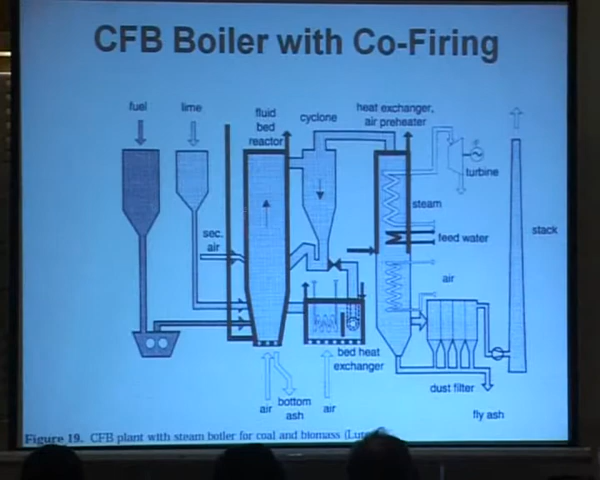 CFB Boiler with Co-Firing
fuel
lime
fluid
bed
reactor
cyclone
heat exchanger,
air preheater
turbine
steam
sec.
air
feed water
stack
air
bed heat
exchanger
dust filter
air
bottom
ash
air
fly ash
Figure 19. CFB plant with steam boiler for coal and biomass